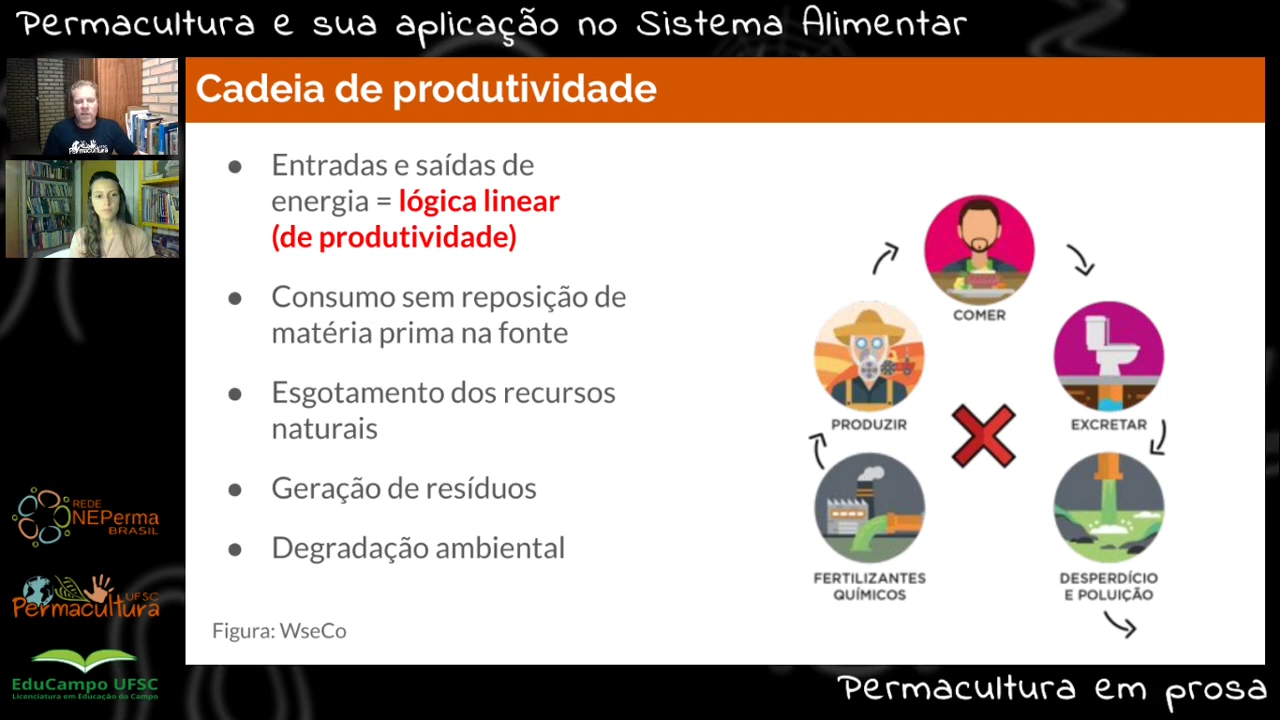 Permacultura e sua aplicação no Sistema Alimentar
Cadeia de produtividade
● Entradas e saídas de
energia = lógica linear
(de produtividade)
● Consumo sem reposição de
matéria prima na fonte
● Esgotamento dos recursos
naturais
● Geração de resíduos
● Degradação ambiental
Figura: WseCo
COMER
PRODUZIR
EXCRETAR
FERTILIZANTES
QUÍMICOS
DESPERDÍCIO
E POLUIÇÃO
REDE
NEPerma
BRASIL
UFSC
Permacultura
EduCampo UFSC
Licenciatura em Educação do Campo
Permacultura em prosa